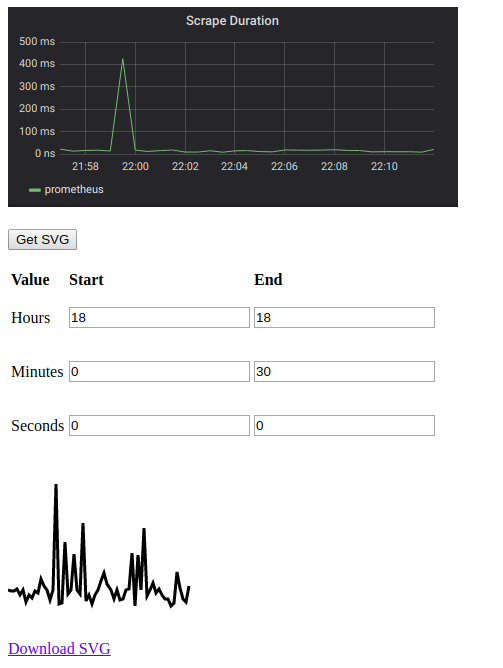 Scrape Duration
500 ms
400 ms
300 ms
200 ms
100 ms
0 ns
21:58 22:00 22:02 22:04 22:06 22:08 22:10
prometheus
Get SVG
Value Start End
Hours 18 18
Minutes 0 30
Seconds 0 0
Download SVG